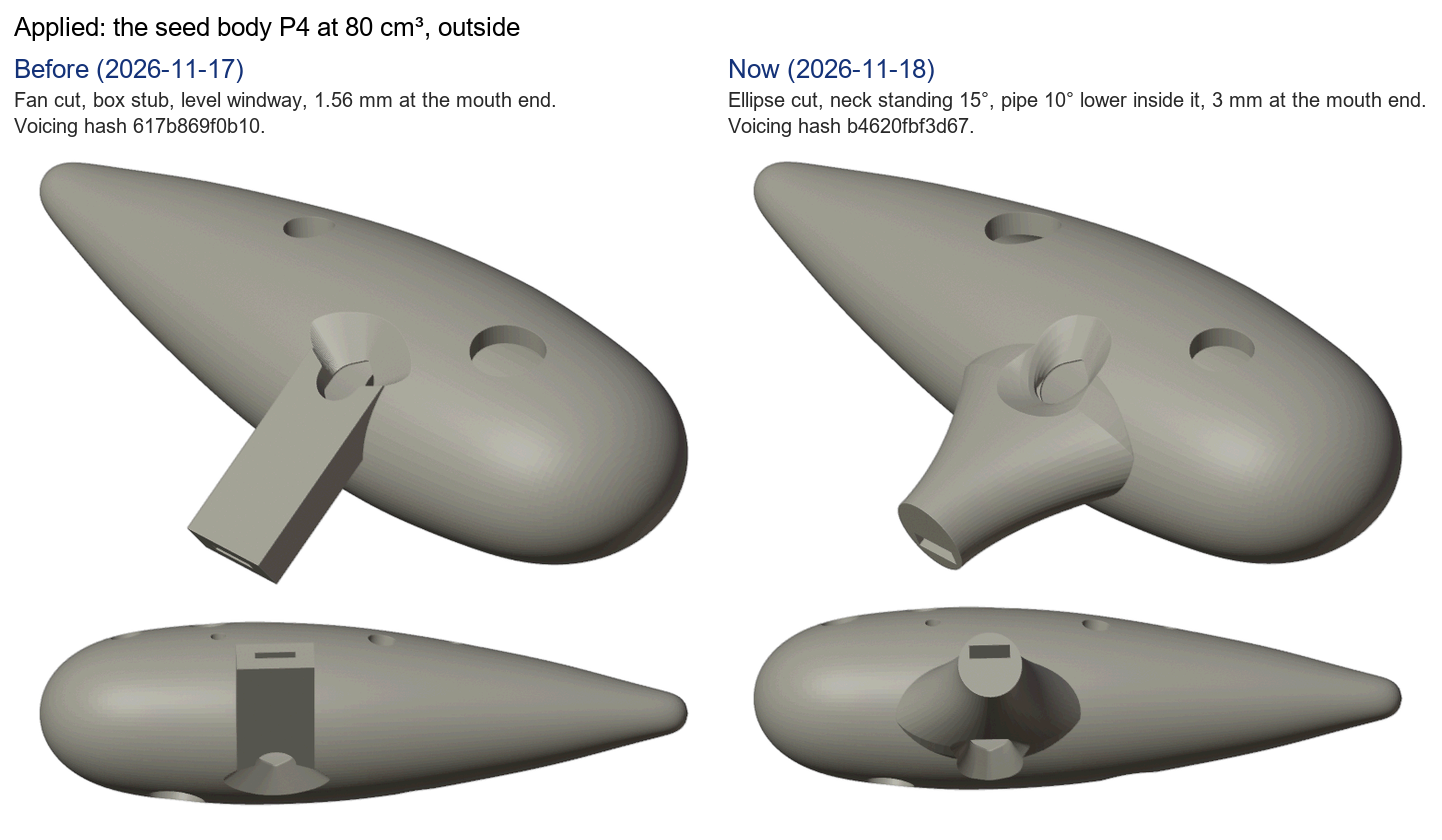 Applied: the seed body P4 at 80 cm³, outside
Before (2026-11-17)
Fan cut, box stub, level windway, 1.56 mm at the mouth end.
Voicing hash 617b869f0b10.
Now (2026-11-18)
Ellipse cut, neck standing 15°, pipe 10° lower inside it, 3 mm at the mouth end.
Voicing hash b4620fbf3d67.